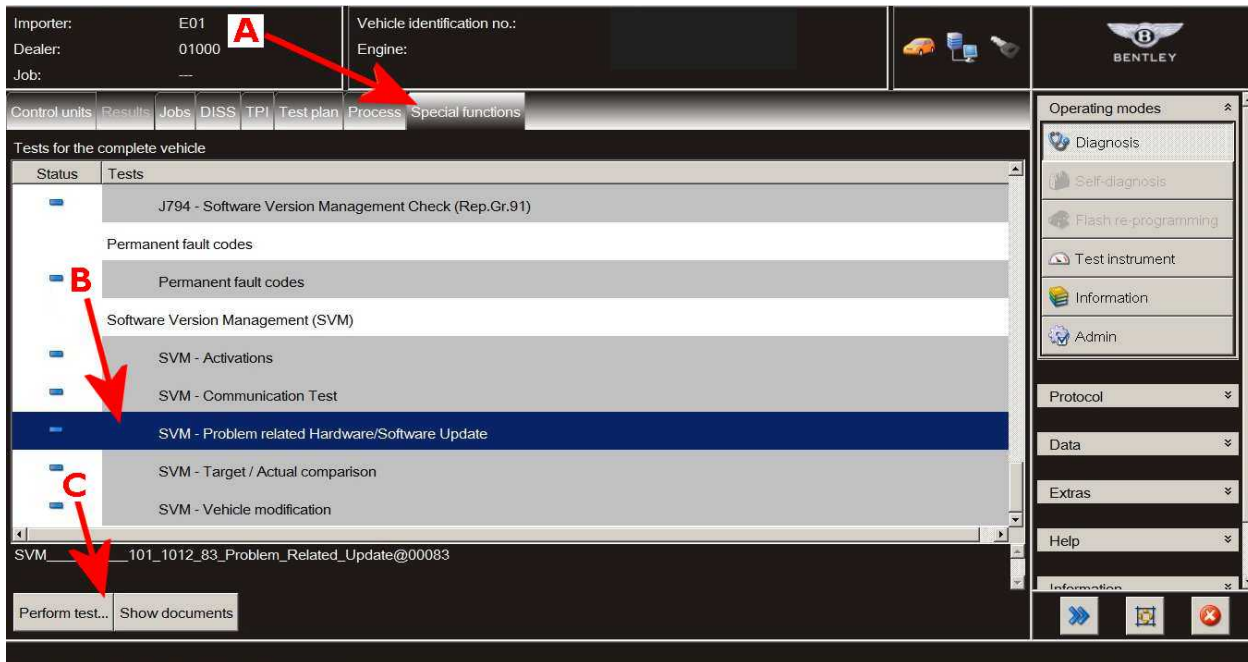 Importer: E01
Dealer: 01000
Job: ---
Vehicle identification no.:
Engine:
BENTLEY
A
Control units Results Jobs DISS TPI Test plan Process Special functions
Tests for the complete vehicle
Status Tests
J794 - Software Version Management Check (Rep.Gr.91)
Permanent fault codes
B
Permanent fault codes
Software Version Management (SVM)
SVM - Activations
SVM - Communication Test
SVM - Problem related Hardware/Software Update
SVM - Target / Actual comparison
C
SVM - Vehicle modification
SVM________101_1012_83_Problem_Related_Update@00083
Perform test... Show documents
Operating modes
Diagnosis
Self-diagnosis
Flash re-programming
Test instrument
Information
Admin
Protocol
Data
Extras
Help
Information